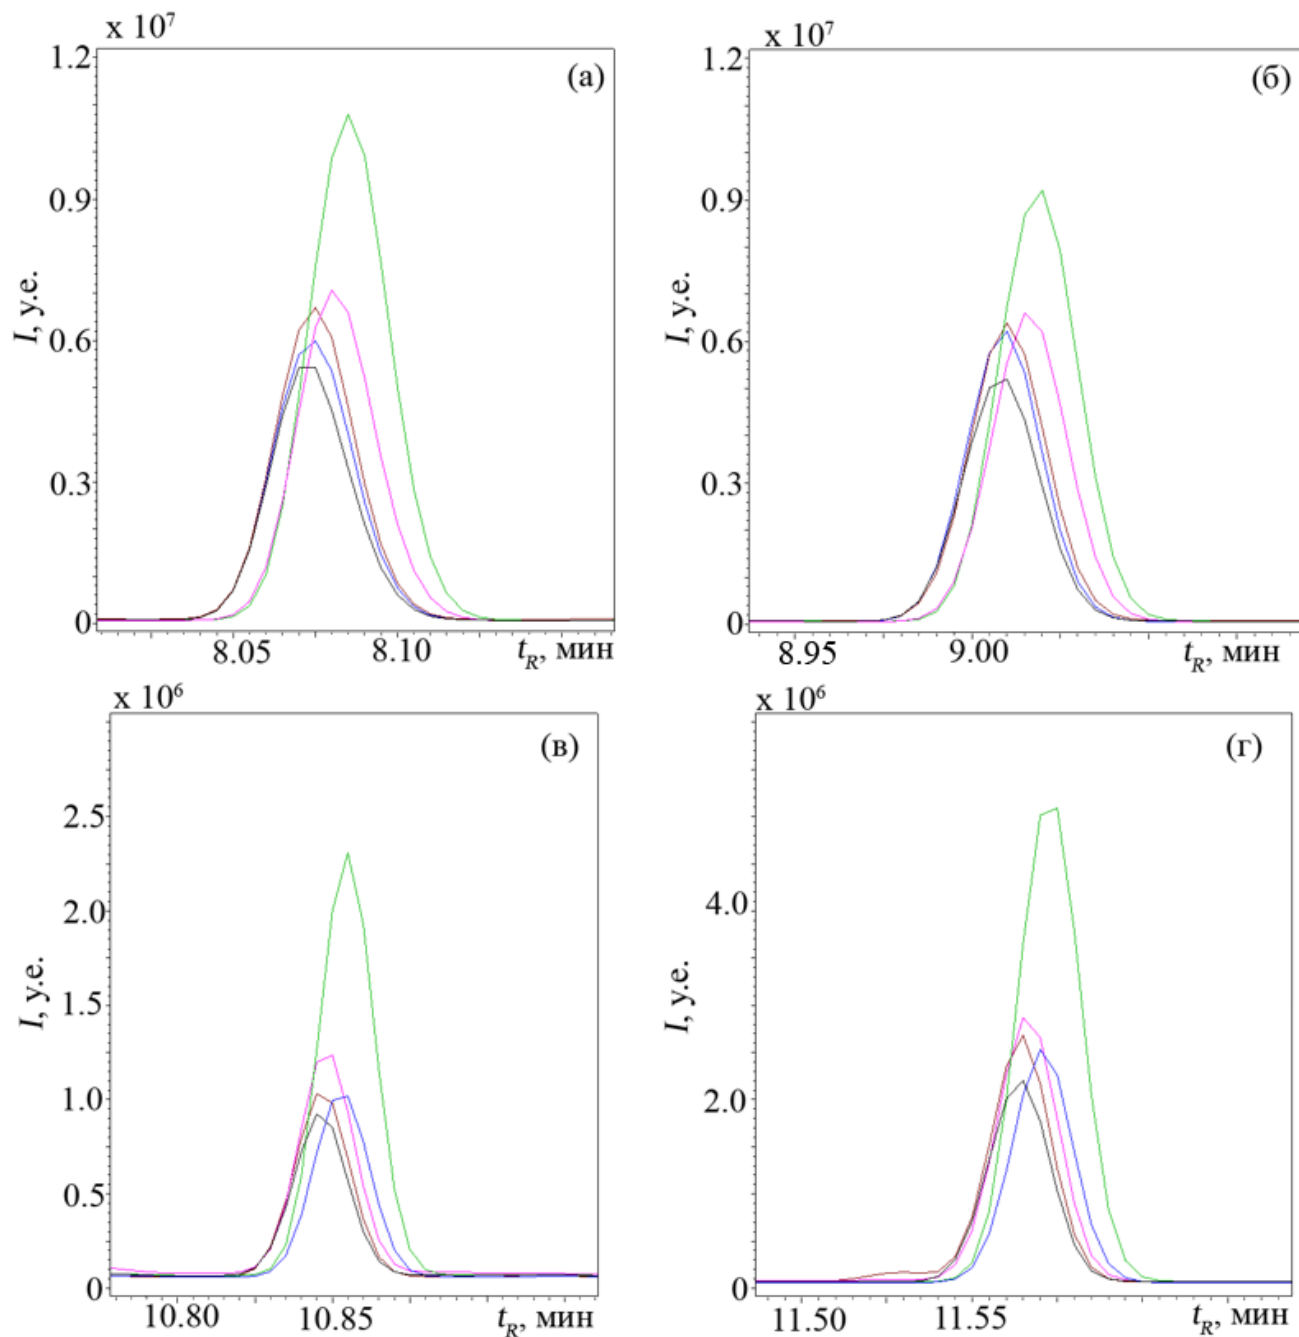 x 10⁷
(а)
1.2
0.9
0.6
0.3
0
I, у.е.
8.05
8.10
t_R, мин
x 10⁷
(б)
1.2
0.9
0.6
0.3
0
I, у.е.
8.95
9.00
t_R, мин
x 10⁶
(в)
2.5
2.0
1.5
1.0
0.5
0
I, у.е.
10.80
10.85
t_R, мин
x 10⁶
(г)
4.0
2.0
0
I, у.е.
11.50
11.55
t_R, мин